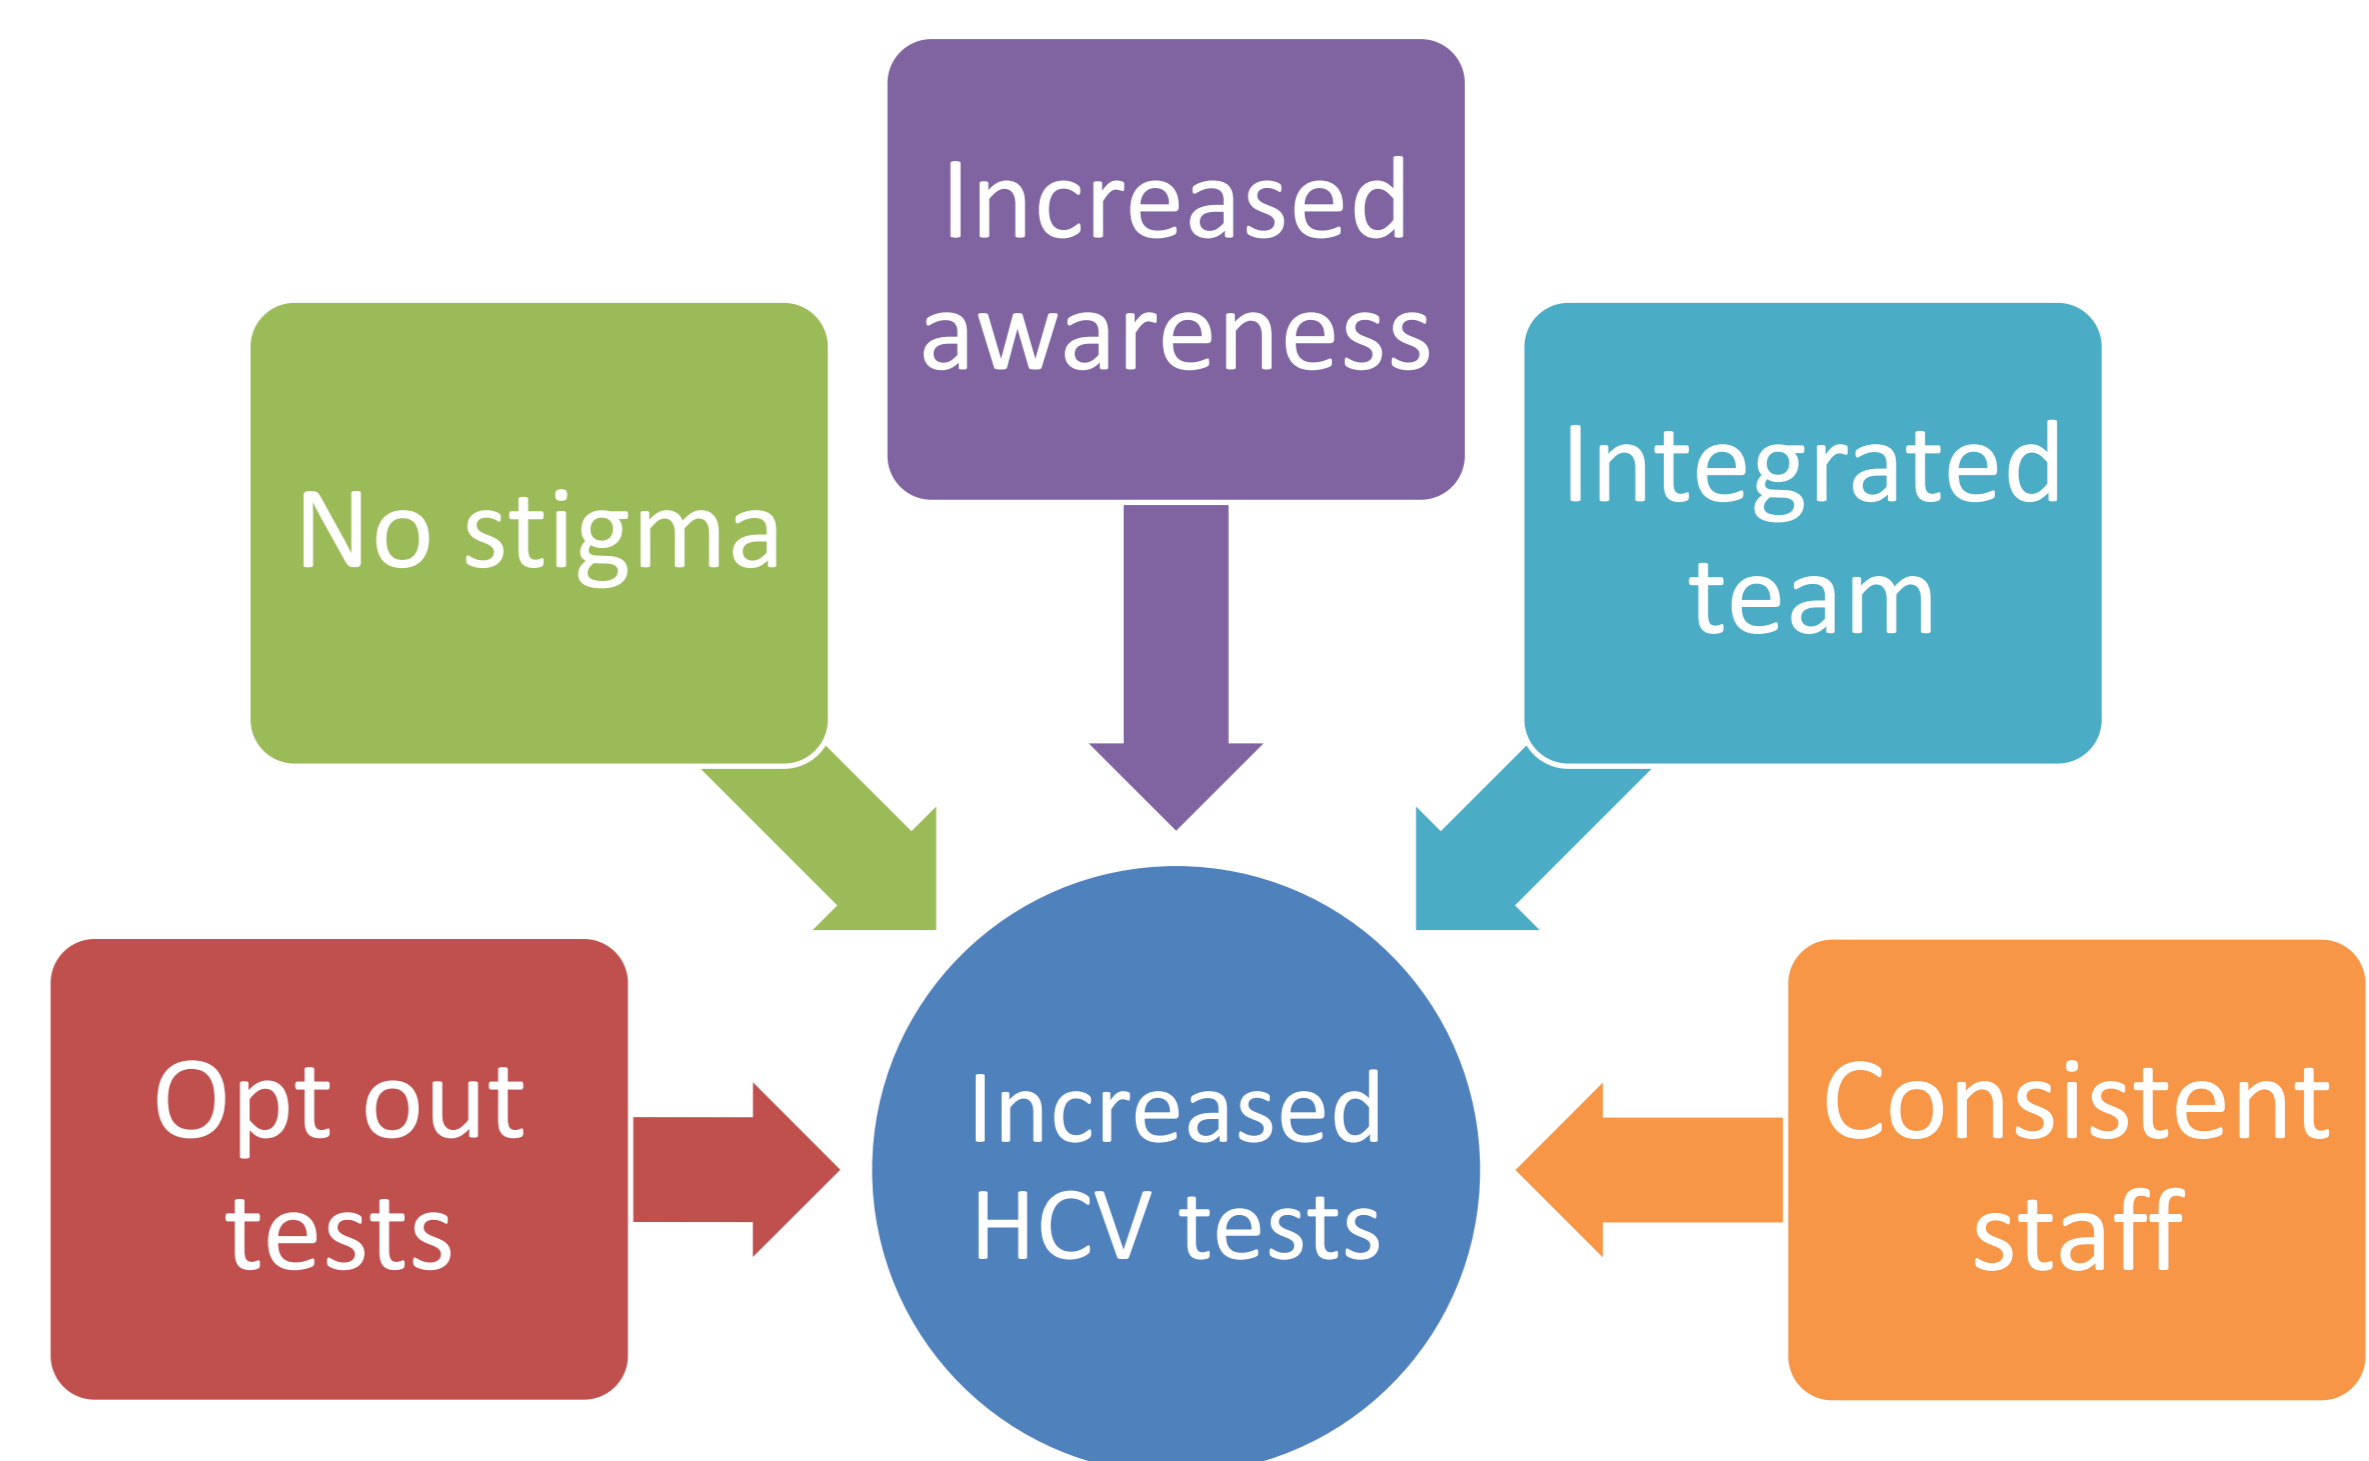 Increased
awareness
No stigma
Integrated
team
Opt out
tests
Increased
HCV tests
Consistent
staff